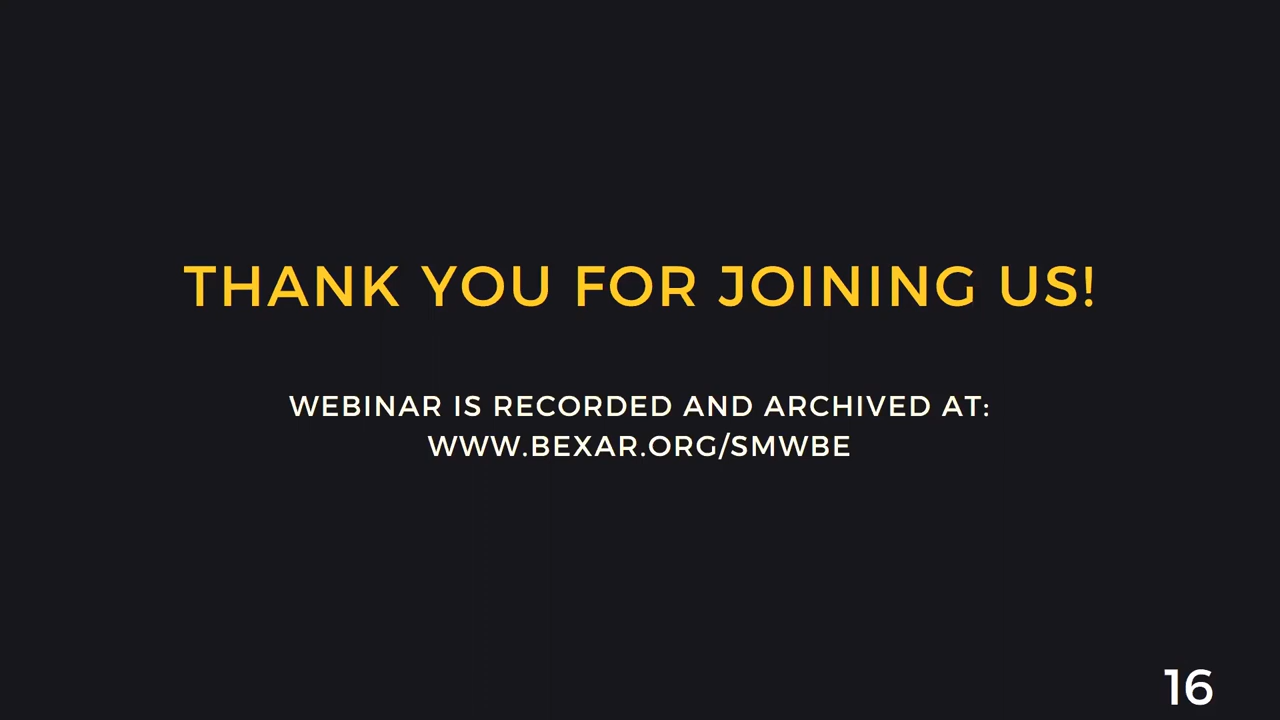 THANK YOU FOR JOINING US!
WEBINAR IS RECORDED AND ARCHIVED AT:
WWW.BEXAR.ORG/SMWBE
16